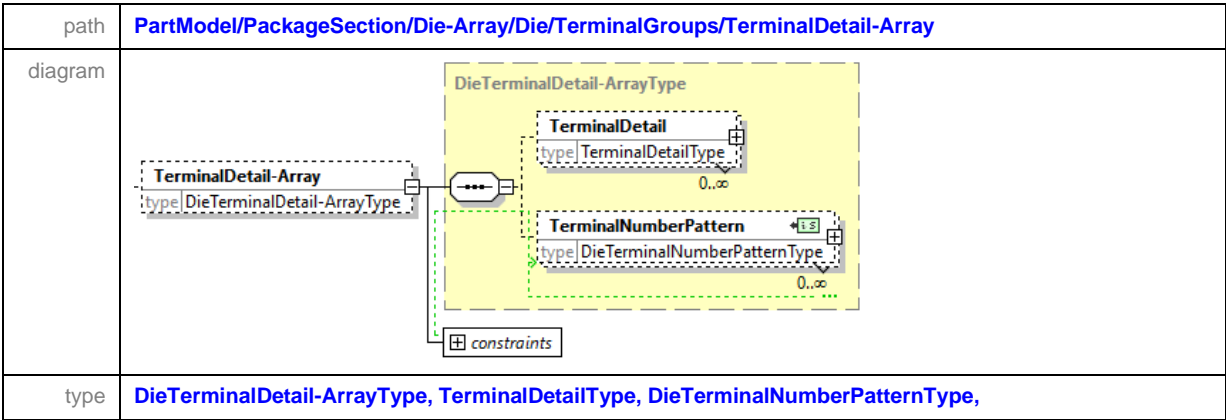 path
PartModel/PackageSection/Die-Array/Die/TerminalGroups/TerminalDetail-Array
diagram
DieTerminalDetail-ArrayType
TerminalDetail
type TerminalDetailType
0..∞
TerminalDetail-Array
type DieTerminalDetail-ArrayType
TerminalNumberPattern
is
type DieTerminalNumberPatternType
0..∞
constraints
type
DieTerminalDetail-ArrayType, TerminalDetailType, DieTerminalNumberPatternType,